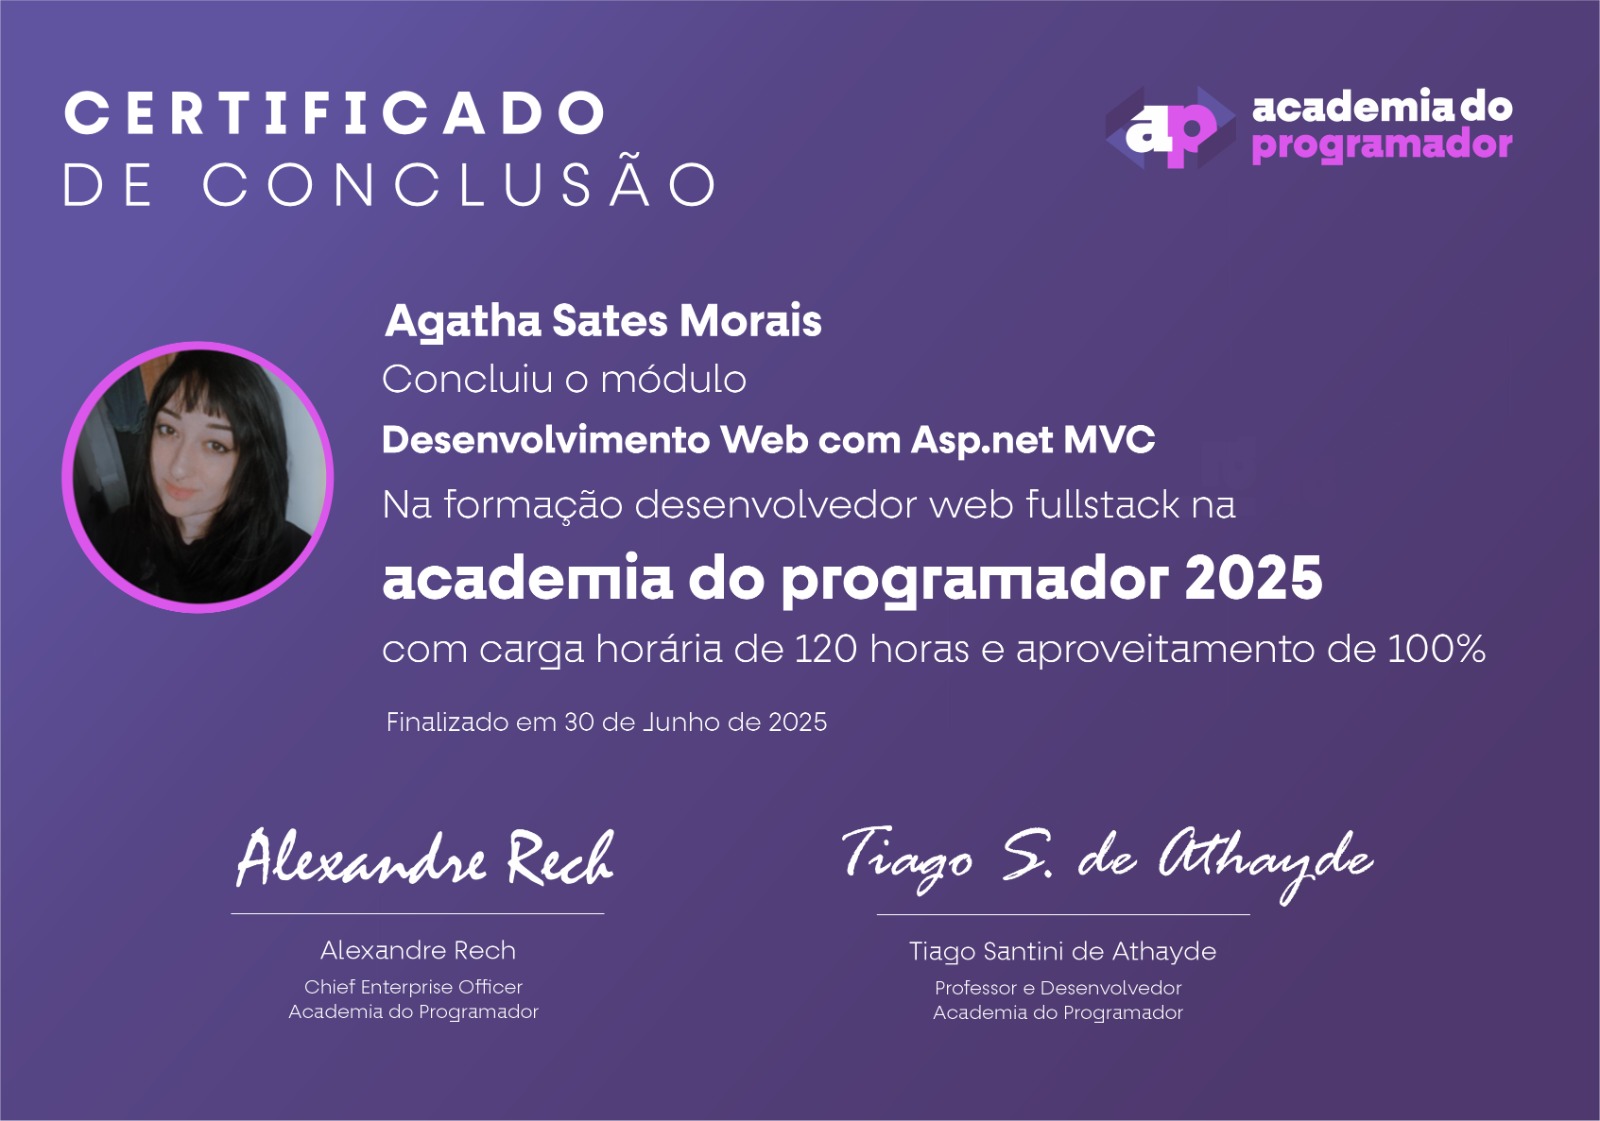 CERTIFICADO
DE CONCLUSÃO
ap
academia do
programador
Agatha Sates Morais
Concluiu o módulo
Desenvolvimento Web com Asp.net MVC
Na formação desenvolvedor web fullstack na
academia do programador 2025
com carga horária de 120 horas e aproveitamento de 100%
Finalizado em 30 de Junho de 2025
Alexandre Rech
Alexandre Rech
Chief Enterprise Officer
Academia do Programador
Tiago S. de Athayde
Tiago Santini de Athayde
Professor e Desenvolvedor
Academia do Programador